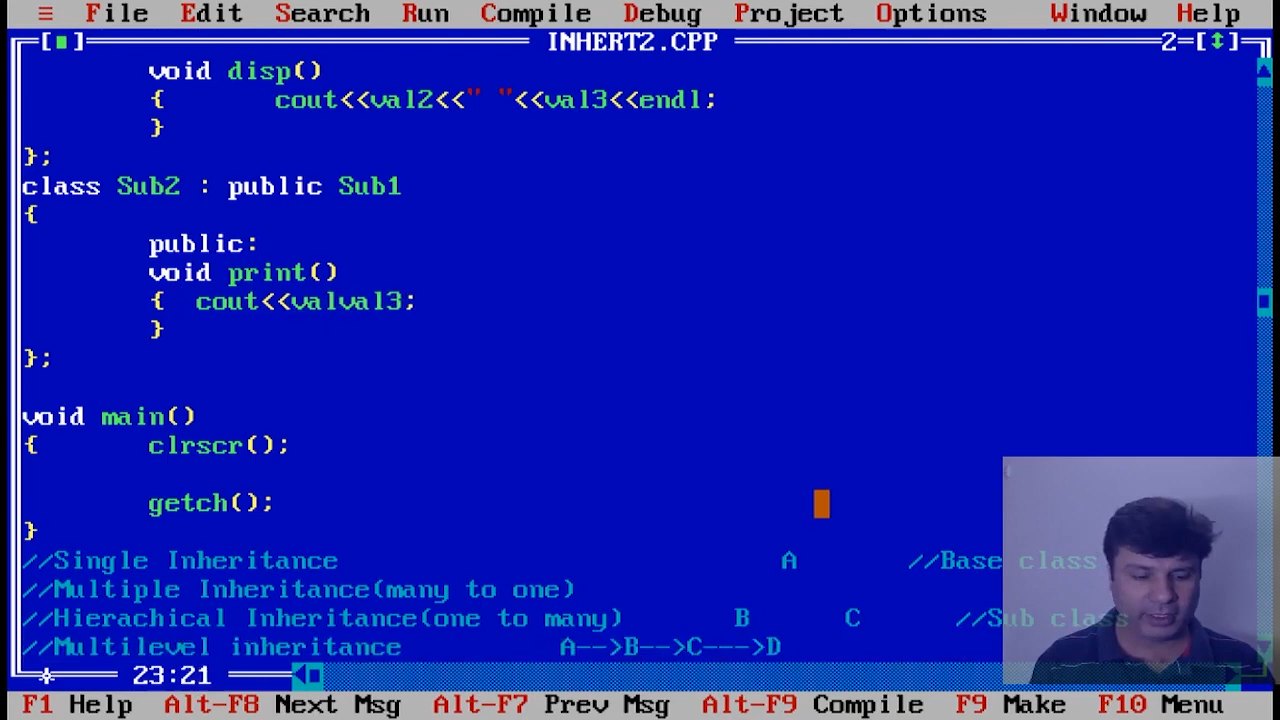 ≡ File Edit Search Run Compile Debug Project Options Window Help
[■] INHERT2.CPP 2=[↕]
void disp()
{ cout<<val2<<" "<<val3<<endl;
}
};
class Sub2 : public Sub1
{
public:
void print()
{ cout<<valval3;
}
};
void main()
{ clrscr();
getch();
}
//Single Inheritance A //Base class
//Multiple Inheritance(many to one)
//Hierachical Inheritance(one to many) B C //Sub class
//Multilevel inheritance A-->B-->C--->D
23:21
F1 Help Alt-F8 Next Msg Alt-F7 Prev Msg Alt-F9 Compile F9 Make F10 Menu